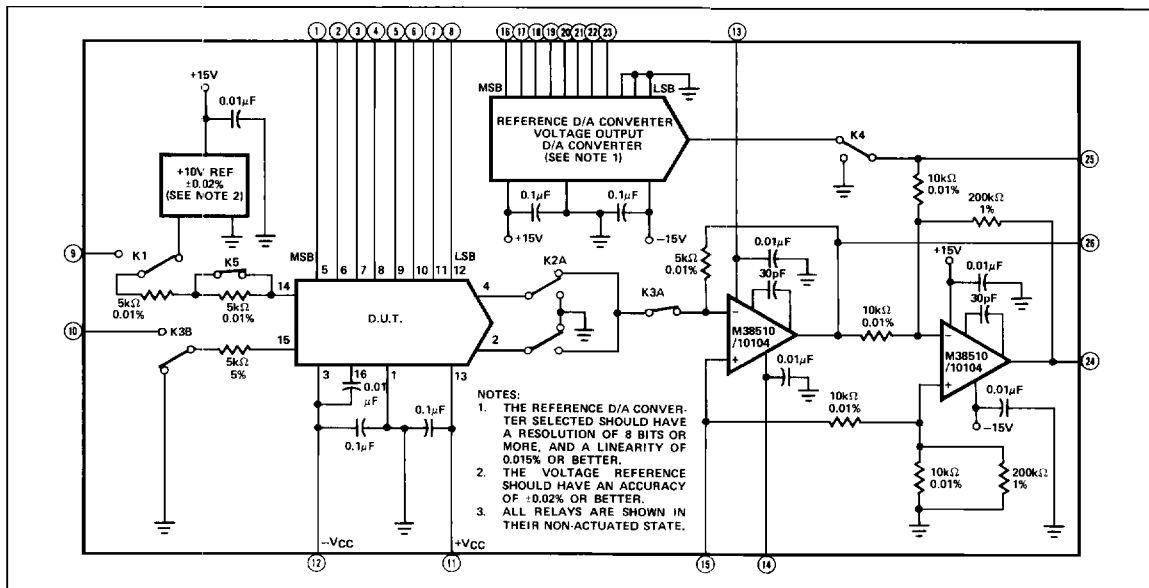 1 2 3 4 5 6 7 8
16 17 18 19 20 21 22 23
13
+15V
0.01µF
+10V REF
±0.02%
(SEE NOTE 2)
MSB
LSB
REFERENCE D/A CONVERTER
VOLTAGE OUTPUT
D/A CONVERTER
(SEE NOTE 1)
0.1µF
0.1µF
+15V
−15V
K4
25
10kΩ
0.01%
200kΩ
1%
26
9
K1
K5
5kΩ
0.01%
5kΩ
0.01%
14
MSB
LSB
5 6 7 8 9 10 11 12
D.U.T.
4
2
K2A
K3A
5kΩ
0.01%
0.01µF
30pF
M38510
/10104
−
+
0.01µF
10kΩ
0.01%
+15V
0.01µF
30pF
−
+
M38510
/10104
24
0.01µF
−15V
10
K3B
5kΩ
5%
15
3
16
1
13
0.01
µF
0.1µF
0.1µF
10kΩ
0.01%
10kΩ
0.01%
200kΩ
1%
NOTES:
1. THE REFERENCE D/A CONVER-
TER SELECTED SHOULD HAVE
A RESOLUTION OF 8 BITS OR
MORE, AND A LINEARITY OF
0.015% OR BETTER.
2. THE VOLTAGE REFERENCE
SHOULD HAVE AN ACCURACY
OF ±0.02% OR BETTER.
3. ALL RELAYS ARE SHOWN IN
THEIR NON-ACTUATED STATE.
−VCC
+VCC
12
11
15
14